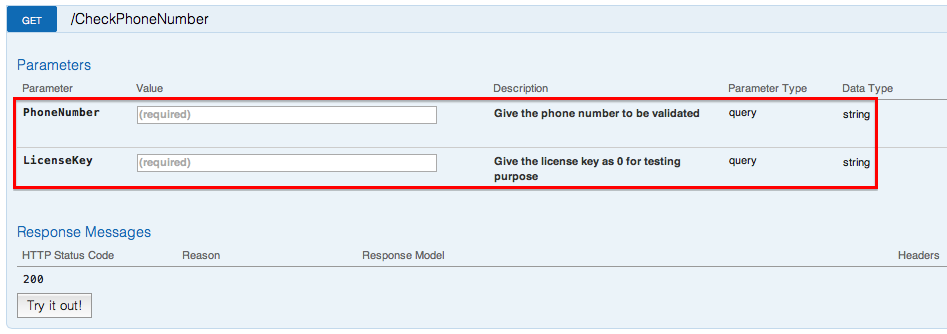 GET /CheckPhoneNumber
Parameters
Parameter Value Description Parameter Type Data Type
PhoneNumber (required) Give the phone number to be validated query string
LicenseKey (required) Give the license key as 0 for testing query string
purpose
Response Messages
HTTP Status Code Reason Response Model Headers
200
Try it out!